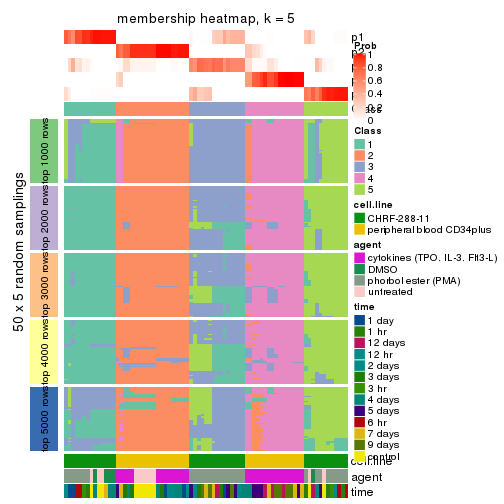 membership heatmap, k = 5
p1
Prob
1
0.8
0.6
0.4
0.2
0
Class
1
2
3
4
5
cell.line
CHRF-288-11
peripheral blood CD34plus
agent
cytokines (TPO. IL-3. Flt3-L)
DMSO
phorbol ester (PMA)
untreated
time
1 day
1 hr
12 days
12 hr
2 days
3 days
3 hr
4 days
5 days
6 hr
7 days
9 days
control
50 x 5 random samplings
top 1000 rows
top 2000 rows
top 3000 rows
top 4000 rows
top 5000 rows
cell.line
agent
time